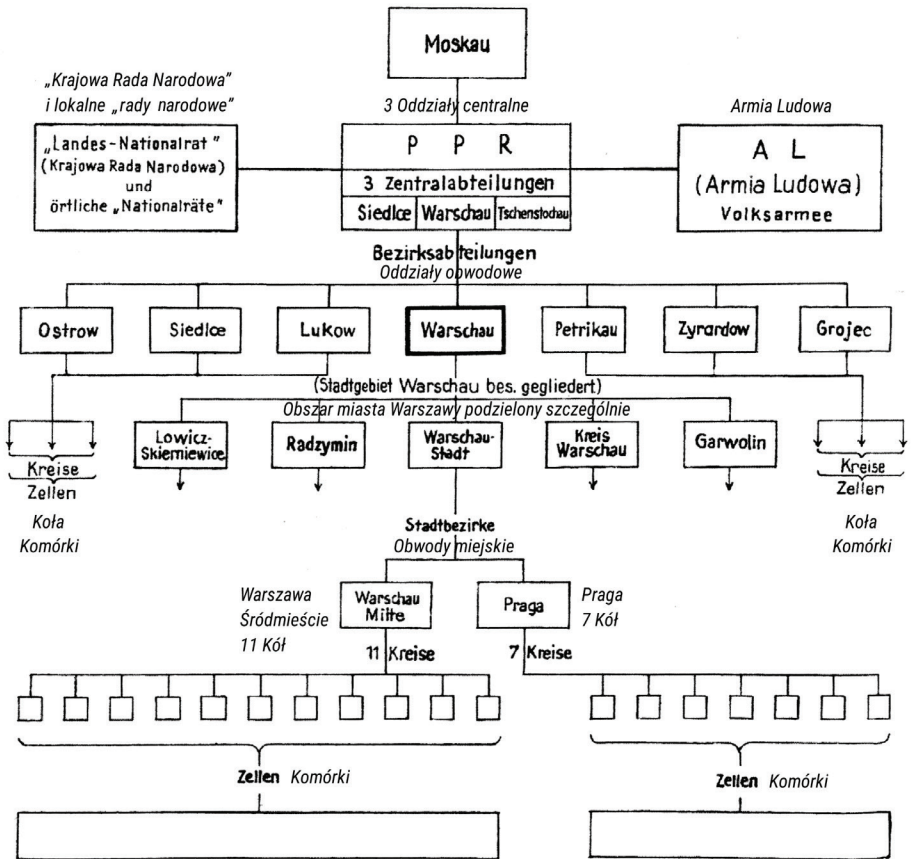 Moskau
„Krajowa Rada Narodowa”
i lokalne „rady narodowe”
3 Oddziały centralne
Armia Ludowa
„Landes-Nationalrat”
(Krajowa Rada Narodowa)
und
örtliche „Nationalräte”
P P R
3 Zentralabteilungen
Siedlce Warschau Tschenstochau
A L
(Armia Ludowa)
Volksarmee
Bezirksabteilungen
Oddziały obwodowe
Ostrow Siedlce Lukow Warschau Petrikau Zyrardow Grojec
(Stadtgebiet Warschau bes. gegliedert)
Obszar miasta Warszawy podzielony szczególnie
Lowicz-
Skierniewice
Radzymin
Warschau-
Stadt
Kreis
Warschau
Garwolin
Kreise
Zellen
Koła
Komórki
Kreise
Zellen
Koła
Komórki
Stadtbezirke
Obwody miejskie
Warszawa
Śródmieście
11 Kół
Warschau
Mitte
Praga
Praga
7 Kół
11 Kreise
7 Kreise
Zellen Komórki
Zellen Komórki